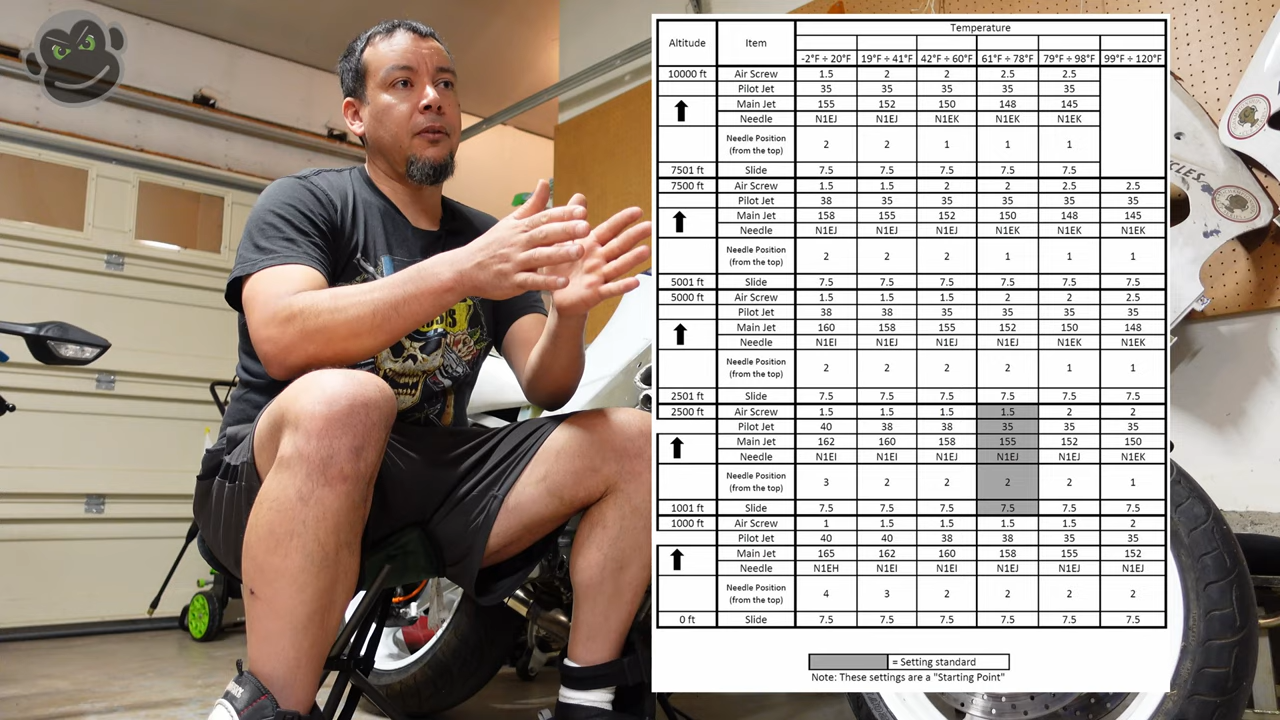 Altitude Item Temperature
-2°F ÷ 20°F 19°F ÷ 41°F 42°F ÷ 60°F 61°F ÷ 78°F 79°F ÷ 98°F 99°F ÷ 120°F
10000 ft Air Screw 1.5 2 2 2.5 2.5
Pilot Jet 35 35 35 35 35
Main Jet 155 152 150 148 145
Needle N1EJ N1EJ N1EK N1EK N1EK
Needle Position (from the top) 2 2 1 1 1
7501 ft Slide 7.5 7.5 7.5 7.5 7.5
7500 ft Air Screw 1.5 1.5 2 2 2.5 2.5
Pilot Jet 38 35 35 35 35 35
Main Jet 158 155 152 150 148 145
Needle N1EJ N1EJ N1EJ N1EK N1EK N1EK
Needle Position (from the top) 2 2 2 1 1 1
5001 ft Slide 7.5 7.5 7.5 7.5 7.5 7.5
5000 ft Air Screw 1.5 1.5 1.5 2 2 2.5
Pilot Jet 38 38 35 35 35 35
Main Jet 160 158 155 152 150 148
Needle N1EI N1EJ N1EJ N1EJ N1EK N1EK
Needle Position (from the top) 2 2 2 2 1 1
2501 ft Slide 7.5 7.5 7.5 7.5 7.5 7.5
2500 ft Air Screw 1.5 1.5 1.5 1.5 2 2
Pilot Jet 40 38 38 35 35 35
Main Jet 162 160 158 155 152 150
Needle N1EI N1EI N1EJ N1EJ N1EJ N1EK
Needle Position (from the top) 3 2 2 2 2 1
1001 ft Slide 7.5 7.5 7.5 7.5 7.5 7.5
1000 ft Air Screw 1 1.5 1.5 1.5 1.5 2
Pilot Jet 40 40 38 38 35 35
Main Jet 165 162 160 158 155 152
Needle N1EH N1EI N1EI N1EJ N1EJ N1EJ
Needle Position (from the top) 4 3 2 2 2 2
0 ft Slide 7.5 7.5 7.5 7.5 7.5 7.5
= Setting standard
Note: These settings are a "Starting Point"